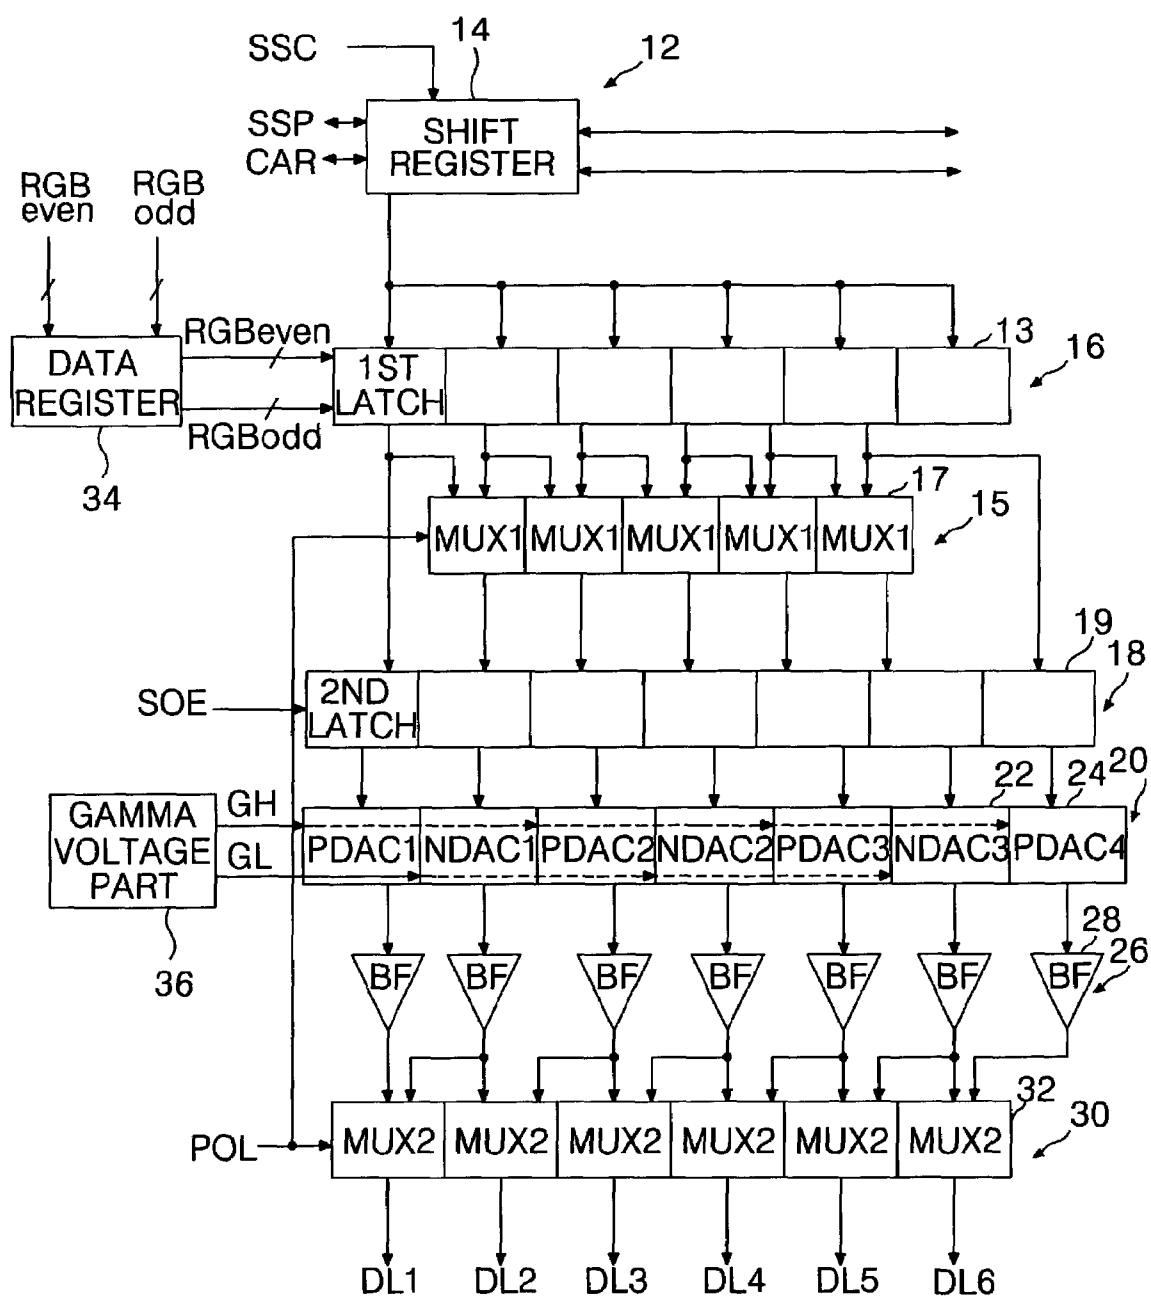 14
SSC
12
SSP
SHIFT
CAR
REGISTER
RGB
even
RGB
odd
RGBeven
13
DATA
REGISTER
1ST
LATCH
16
RGBodd
34
17
15
MUX1 MUX1 MUX1 MUX1 MUX1
19
18
SOE
2ND
LATCH
22
24
20
GAMMA
VOLTAGE
PART
GH
GL
PDAC1 NDAC1 PDAC2 NDAC2 PDAC3 NDAC3 PDAC4
36
28
26
BF BF BF BF BF BF BF
32
30
POL
MUX2 MUX2 MUX2 MUX2 MUX2 MUX2
DL1 DL2 DL3 DL4 DL5 DL6